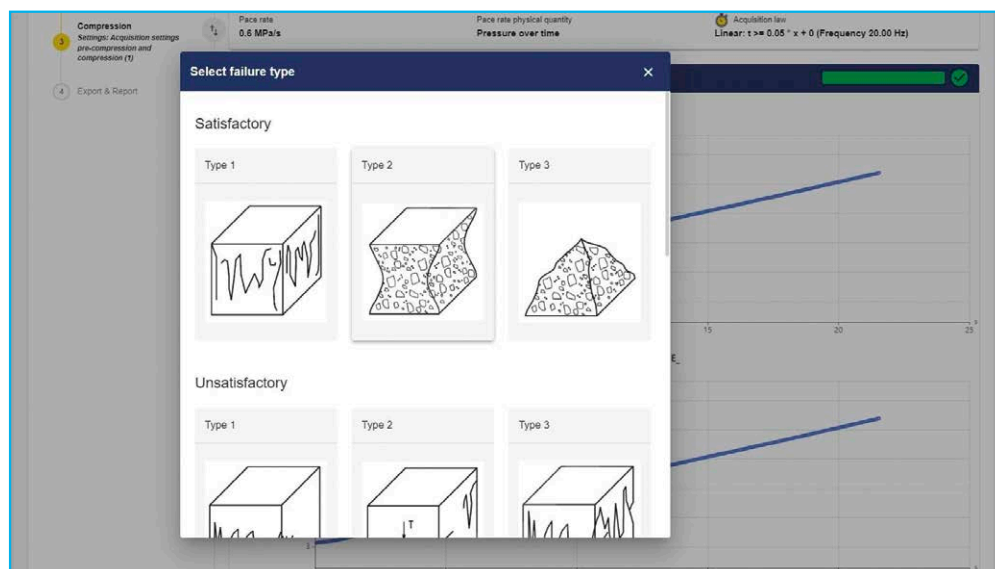 Compression
Settings: Acquisition settings
pre-compression and
compression (1)
3
4
Export & Report
Pace rate
0.6 MPa/s
Pace rate physical quantity
Pressure over time
Acquisition law
Linear: t >= 0.05 * x + 0 (Frequency 20.00 Hz)
Select failure type
Satisfactory
Type 1
Type 2
Type 3
Unsatisfactory
Type 1
Type 2
Type 3
T
15
20
25